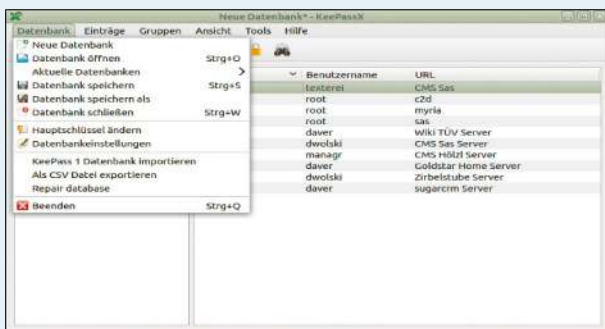 Neue Datenbank* - KeePassX
Datenbank Einträge Gruppen Ansicht Tools Hilfe
Neue Datenbank
Datenbank öffnen Strg+O
Aktuelle Datenbanken
Datenbank speichern Strg+S
Datenbank speichern als
Datenbank schließen Strg+W
Hauptschlüssel ändern
Datenbankeinstellungen
KeePass 1 Datenbank importieren
Als CSV Datei exportieren
Repair database
Beenden Strg+Q
Benutzername URL
texterei CMS Sas
root c2d
root myria
root sas
daver Wiki TÜV Server
dwolski CMS Sas Server
managr CMS Hölzl Server
daver Goldstar Home Server
dwolski Zirbelstube Server
daver sugarcrm Server